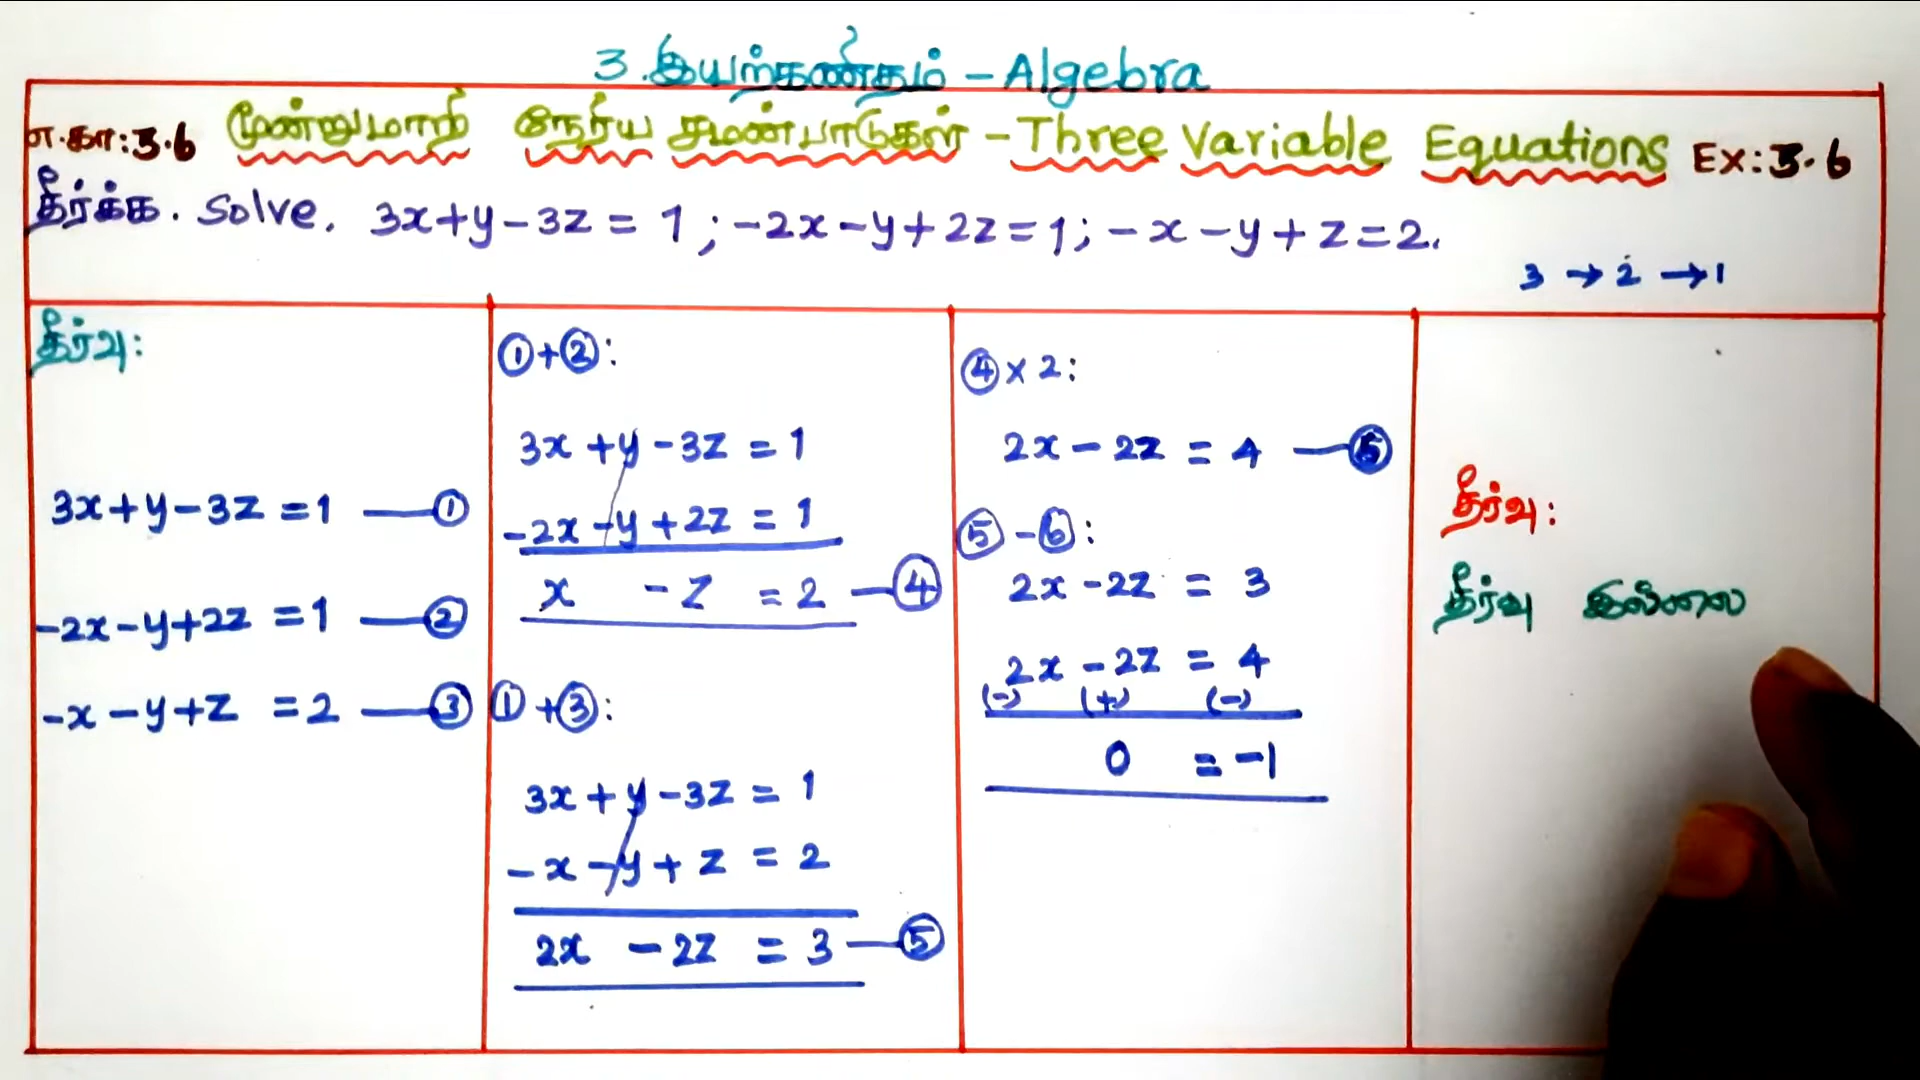 3. இயற்கணிதம் - Algebra
எ.கா: 3.6 மூன்றுமாறி நேரிய சமன்பாடுகள் - Three Variable Equations Ex: 3.6
தீர்க்க. Solve. 3x+y-3z = 1 ; -2x-y+2z=1; -x-y+z=2.
3 → 2 → 1
தீர்வு:
3x+y-3z =1 — ①
-2x-y+2z =1 — ②
-x-y+z =2 — ③
①+②:
3x +y -3z = 1
-2x -y +2z = 1
x -z = 2 — ④
①+③:
3x +y -3z = 1
-x -y + z = 2
2x - 2z = 3 — ⑤
④ x 2:
2x - 2z = 4 — ⑥
⑤ - ⑥:
2x -2z = 3
2x -2z = 4
(-) (+) (-)
0 = -1
தீர்வு:
தீர்வு இல்லை